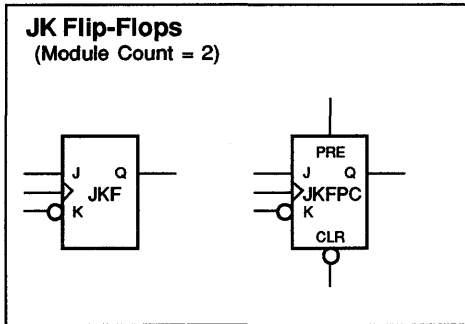 JK Flip-Flops
(Module Count = 2)
J Q
JKF
K
PRE
J Q
JKFPC
K
CLR